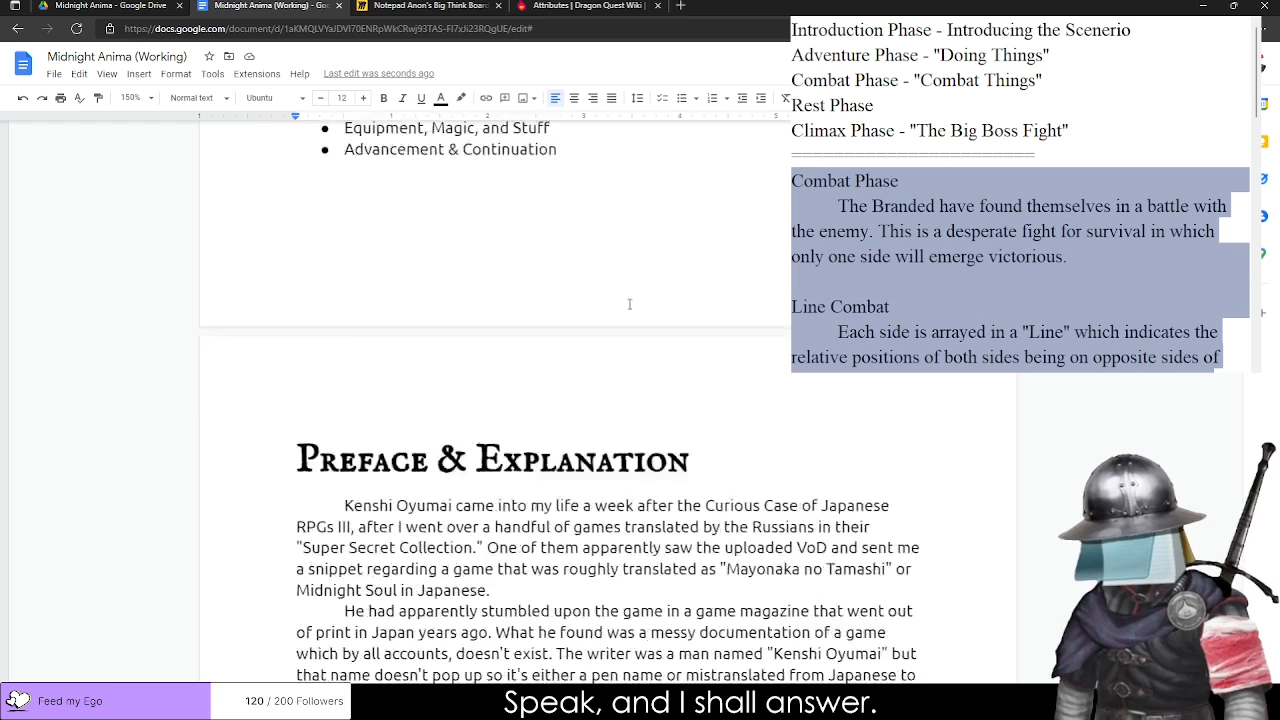 Midnight Anima - Google Drive
Midnight Anima (Working) - Goo
Notepad Anon's Big Think Board
Attributes | Dragon Quest Wiki |
https://docs.google.com/document/d/1aKMQLVYaJDVl70ENRpWkCRwj93TAS-FI7xJi23RQgUE/edit#
Midnight Anima (Working)
File Edit View Insert Format Tools Extensions Help Last edit was seconds ago
150% Normal text Ubuntu 12 B I U A
1 1 2 3 4 5
Equipment, Magic, and Stuff
Advancement & Continuation
Introduction Phase - Introducing the Scenerio
Adventure Phase - "Doing Things"
Combat Phase - "Combat Things"
Rest Phase
Climax Phase - "The Big Boss Fight"
=======================
Combat Phase
The Branded have found themselves in a battle with
the enemy. This is a desperate fight for survival in which
only one side will emerge victorious.
Line Combat
Each side is arrayed in a "Line" which indicates the
relative positions of both sides being on opposite sides of
Preface & Explanation
Kenshi Oyumai came into my life a week after the Curious Case of Japanese
RPGs III, after I went over a handful of games translated by the Russians in their
"Super Secret Collection." One of them apparently saw the uploaded VoD and sent me
a snippet regarding a game that was roughly translated as "Mayonaka no Tamashi" or
Midnight Soul in Japanese.
He had apparently stumbled upon the game in a game magazine that went out
of print in Japan years ago. What he found was a messy documentation of a game
which by all accounts, doesn't exist. The writer was a man named "Kenshi Oyumai" but
that name doesn't pop up so it's either a pen name or mistranslated from Japanese to
Feed my Ego
120 / 200 Followers
Speak, and I shall answer.